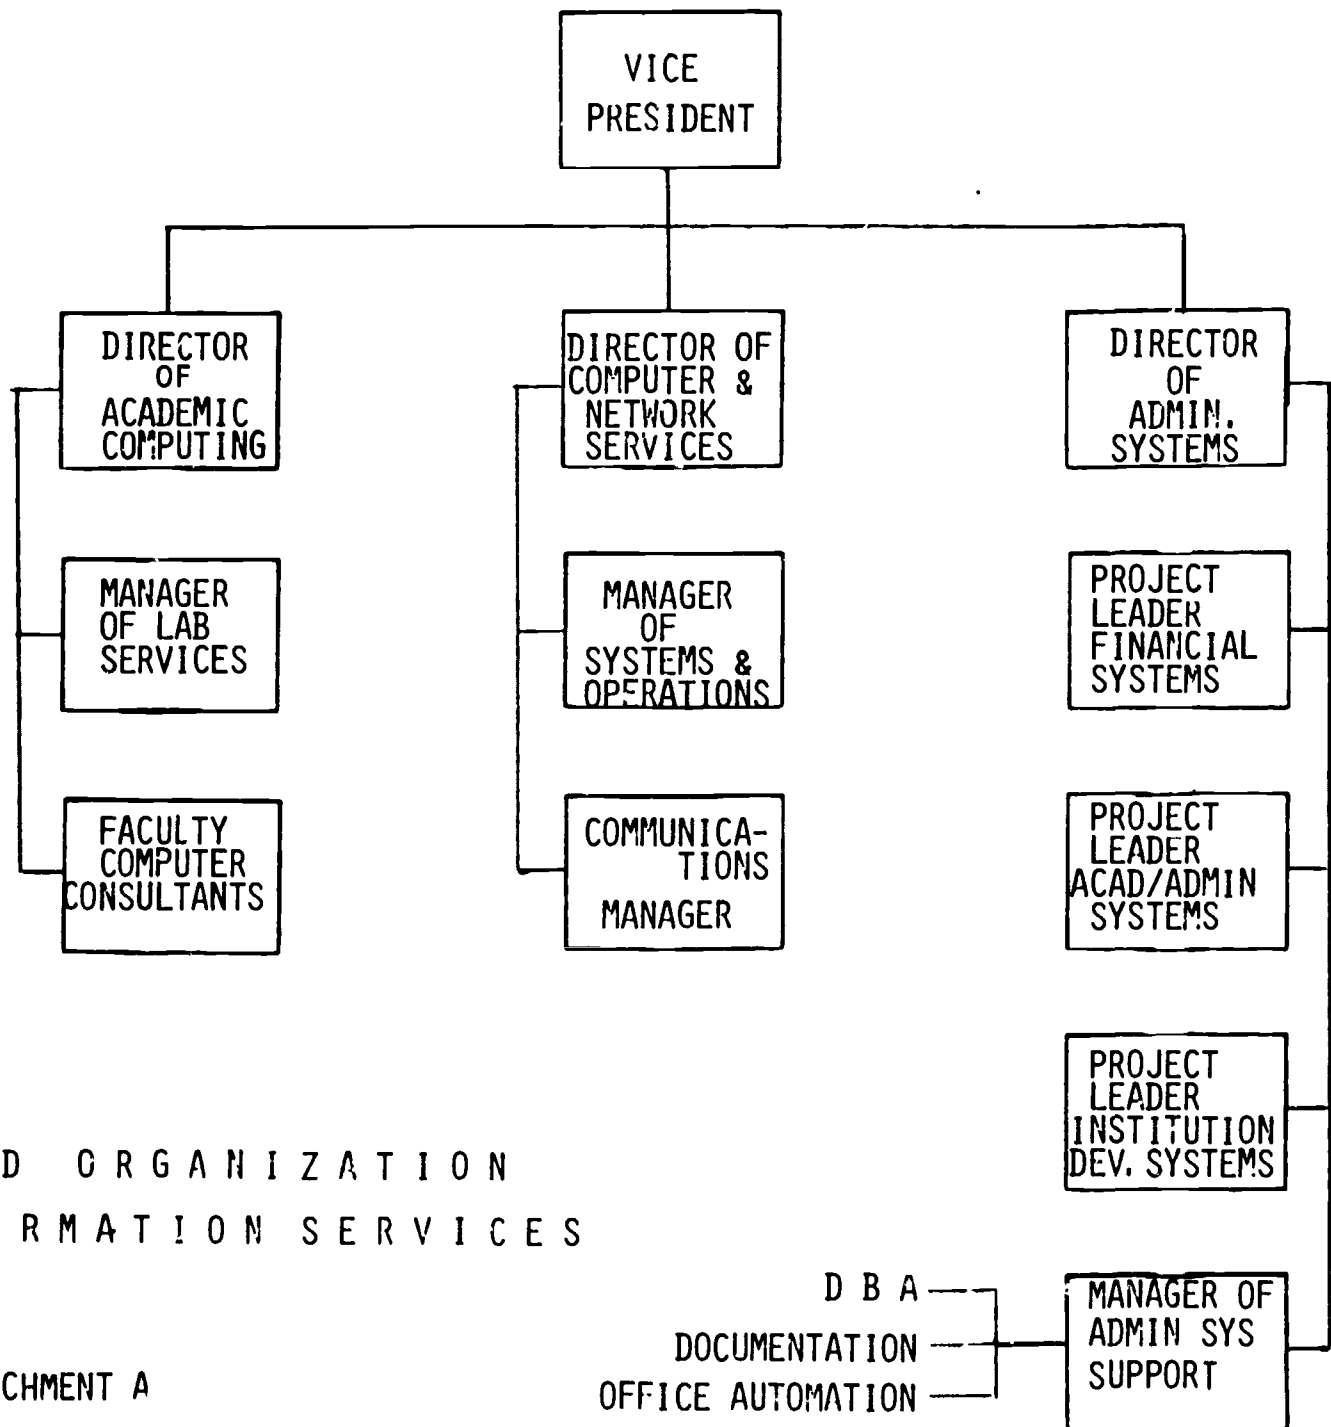 VICE
PRESIDENT
DIRECTOR
OF
ACADEMIC
COMPUTING
DIRECTOR OF
COMPUTER &
NETWORK
SERVICES
DIRECTOR
OF
ADMIN.
SYSTEMS
MANAGER
OF LAB
SERVICES
MANAGER
OF
SYSTEMS &
OPERATIONS
PROJECT
LEADER
FINANCIAL
SYSTEMS
FACULTY
COMPUTER
CONSULTANTS
COMMUNICA-
TIONS
MANAGER
PROJECT
LEADER
ACAD/ADMIN
SYSTEMS
PROJECT
LEADER
INSTITUTION
DEV. SYSTEMS
D ORGANIZATION
RMATION SERVICES
DBA
DOCUMENTATION
OFFICE AUTOMATION
MANAGER OF
ADMIN SYS
SUPPORT
CHMENT A